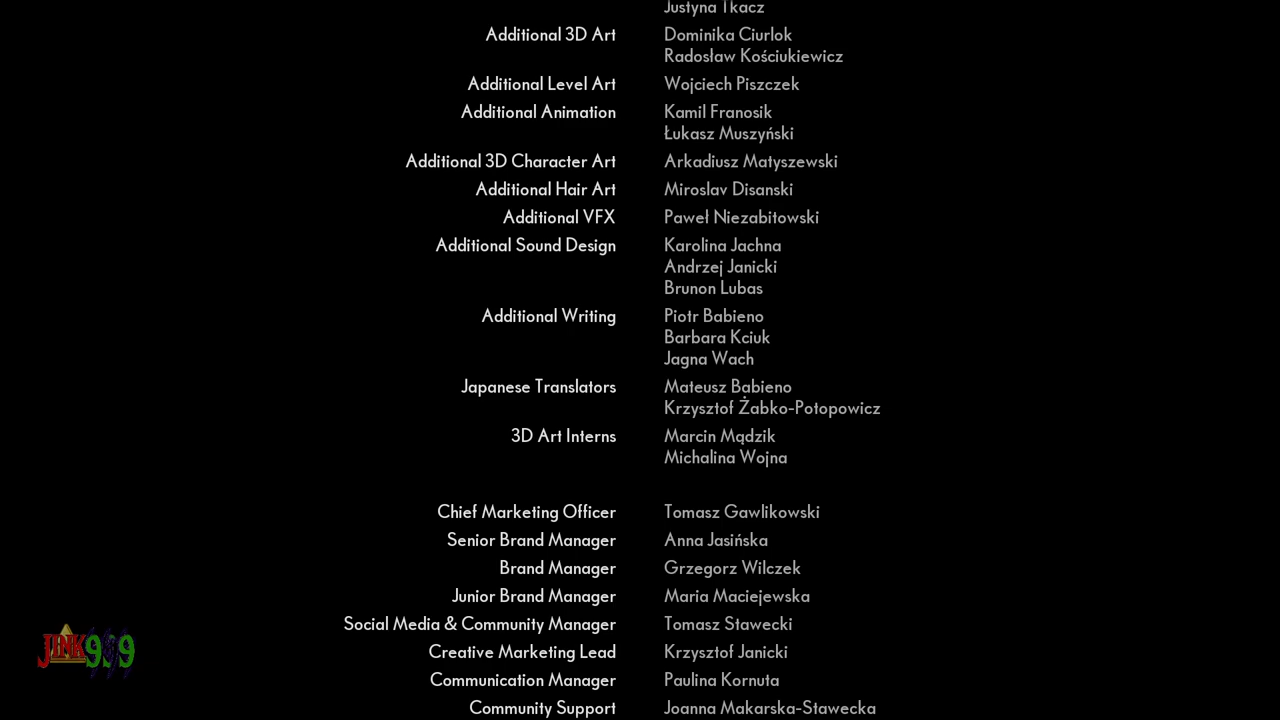 Justyna Tkacz
Additional 3D Art Dominika Ciurlok
Radosław Kościukiewicz
Additional Level Art Wojciech Piszczek
Additional Animation Kamil Franosik
Łukasz Muszyński
Additional 3D Character Art Arkadiusz Matyszewski
Additional Hair Art Miroslav Disanski
Additional VFX Paweł Niezabitowski
Additional Sound Design Karolina Jachna
Andrzej Janicki
Brunon Lubas
Additional Writing Piotr Babieno
Barbara Kciuk
Jagna Wach
Japanese Translators Mateusz Babieno
Krzysztof Żabko-Potopowicz
3D Art Interns Marcin Mądzik
Michalina Wojna
Chief Marketing Officer Tomasz Gawlikowski
Senior Brand Manager Anna Jasińska
Brand Manager Grzegorz Wilczek
Junior Brand Manager Maria Maciejewska
Social Media & Community Manager Tomasz Stawecki
Creative Marketing Lead Krzysztof Janicki
Communication Manager Paulina Kornuta
Community Support Joanna Makarska-Stawecka
JINK999